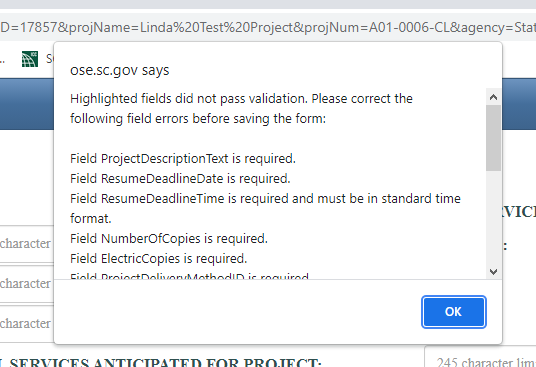 D=17857&projName=Linda%20Test%20Project&projNum=A01-0006-CL&agency=Stat
ose.sc.gov says
Highlighted fields did not pass validation. Please correct the
following field errors before saving the form:
Field ProjectDescriptionText is required.
Field ResumeDeadlineDate is required.
Field ResumeDeadlineTime is required and must be in standard time
format.
Field NumberOfCopies is required.
Field ElectricCopies is required.
Field ProjectDeliveryMethodID is required
character
character
character
OK
SERVICES ANTICIPATED FOR PROJECT:
245 character lim